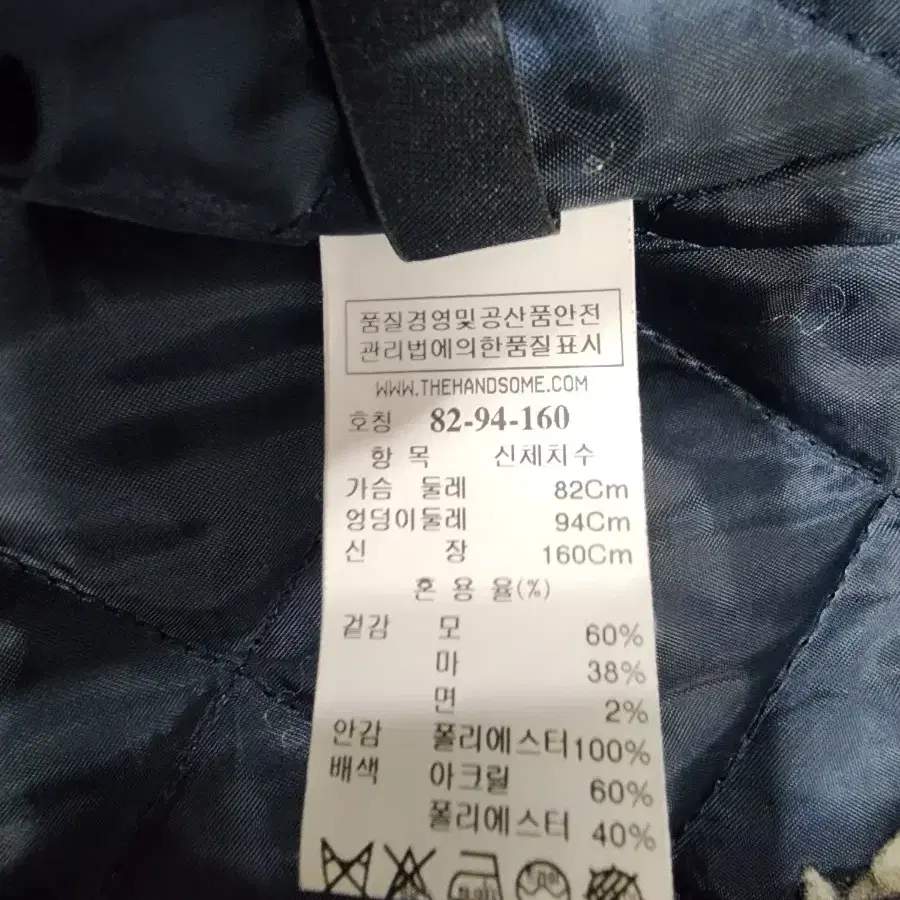 품질경영및공산품안전
관리법에의한품질표시
WWW.THEHANDSOME.COM
호칭 82-94-160
항 목 신체치수
가슴 둘레 82Cm
엉덩이둘레 94Cm
신 장 160Cm
혼 용 율(%)
겉감 모 60%
마 38%
면 2%
안감 폴리에스터100%
배색 아크릴 60%
폴리에스터 40%